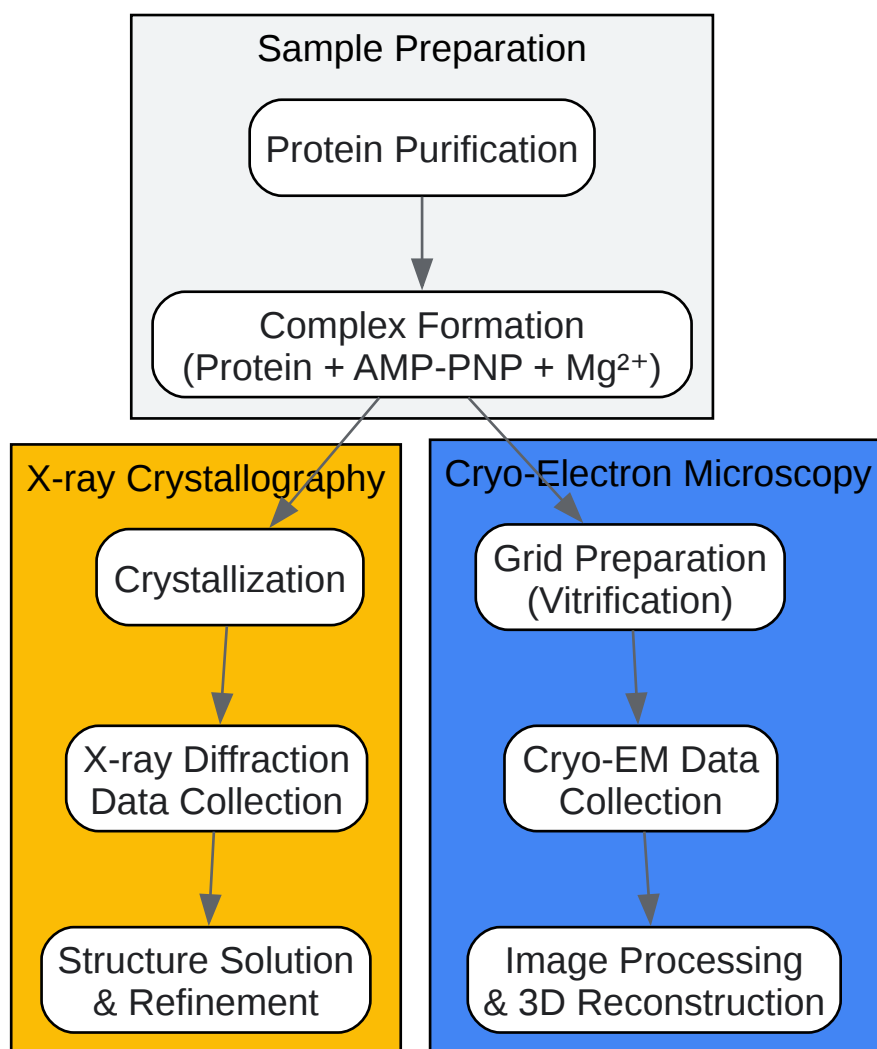 Sample Preparation
Protein Purification
Complex Formation
(Protein + AMP-PNP + Mg²⁺)
X-ray Crystallography
Crystallization
X-ray Diffraction
Data Collection
Structure Solution
& Refinement
Cryo-Electron Microscopy
Grid Preparation
(Vitrification)
Cryo-EM Data
Collection
Image Processing
& 3D Reconstruction